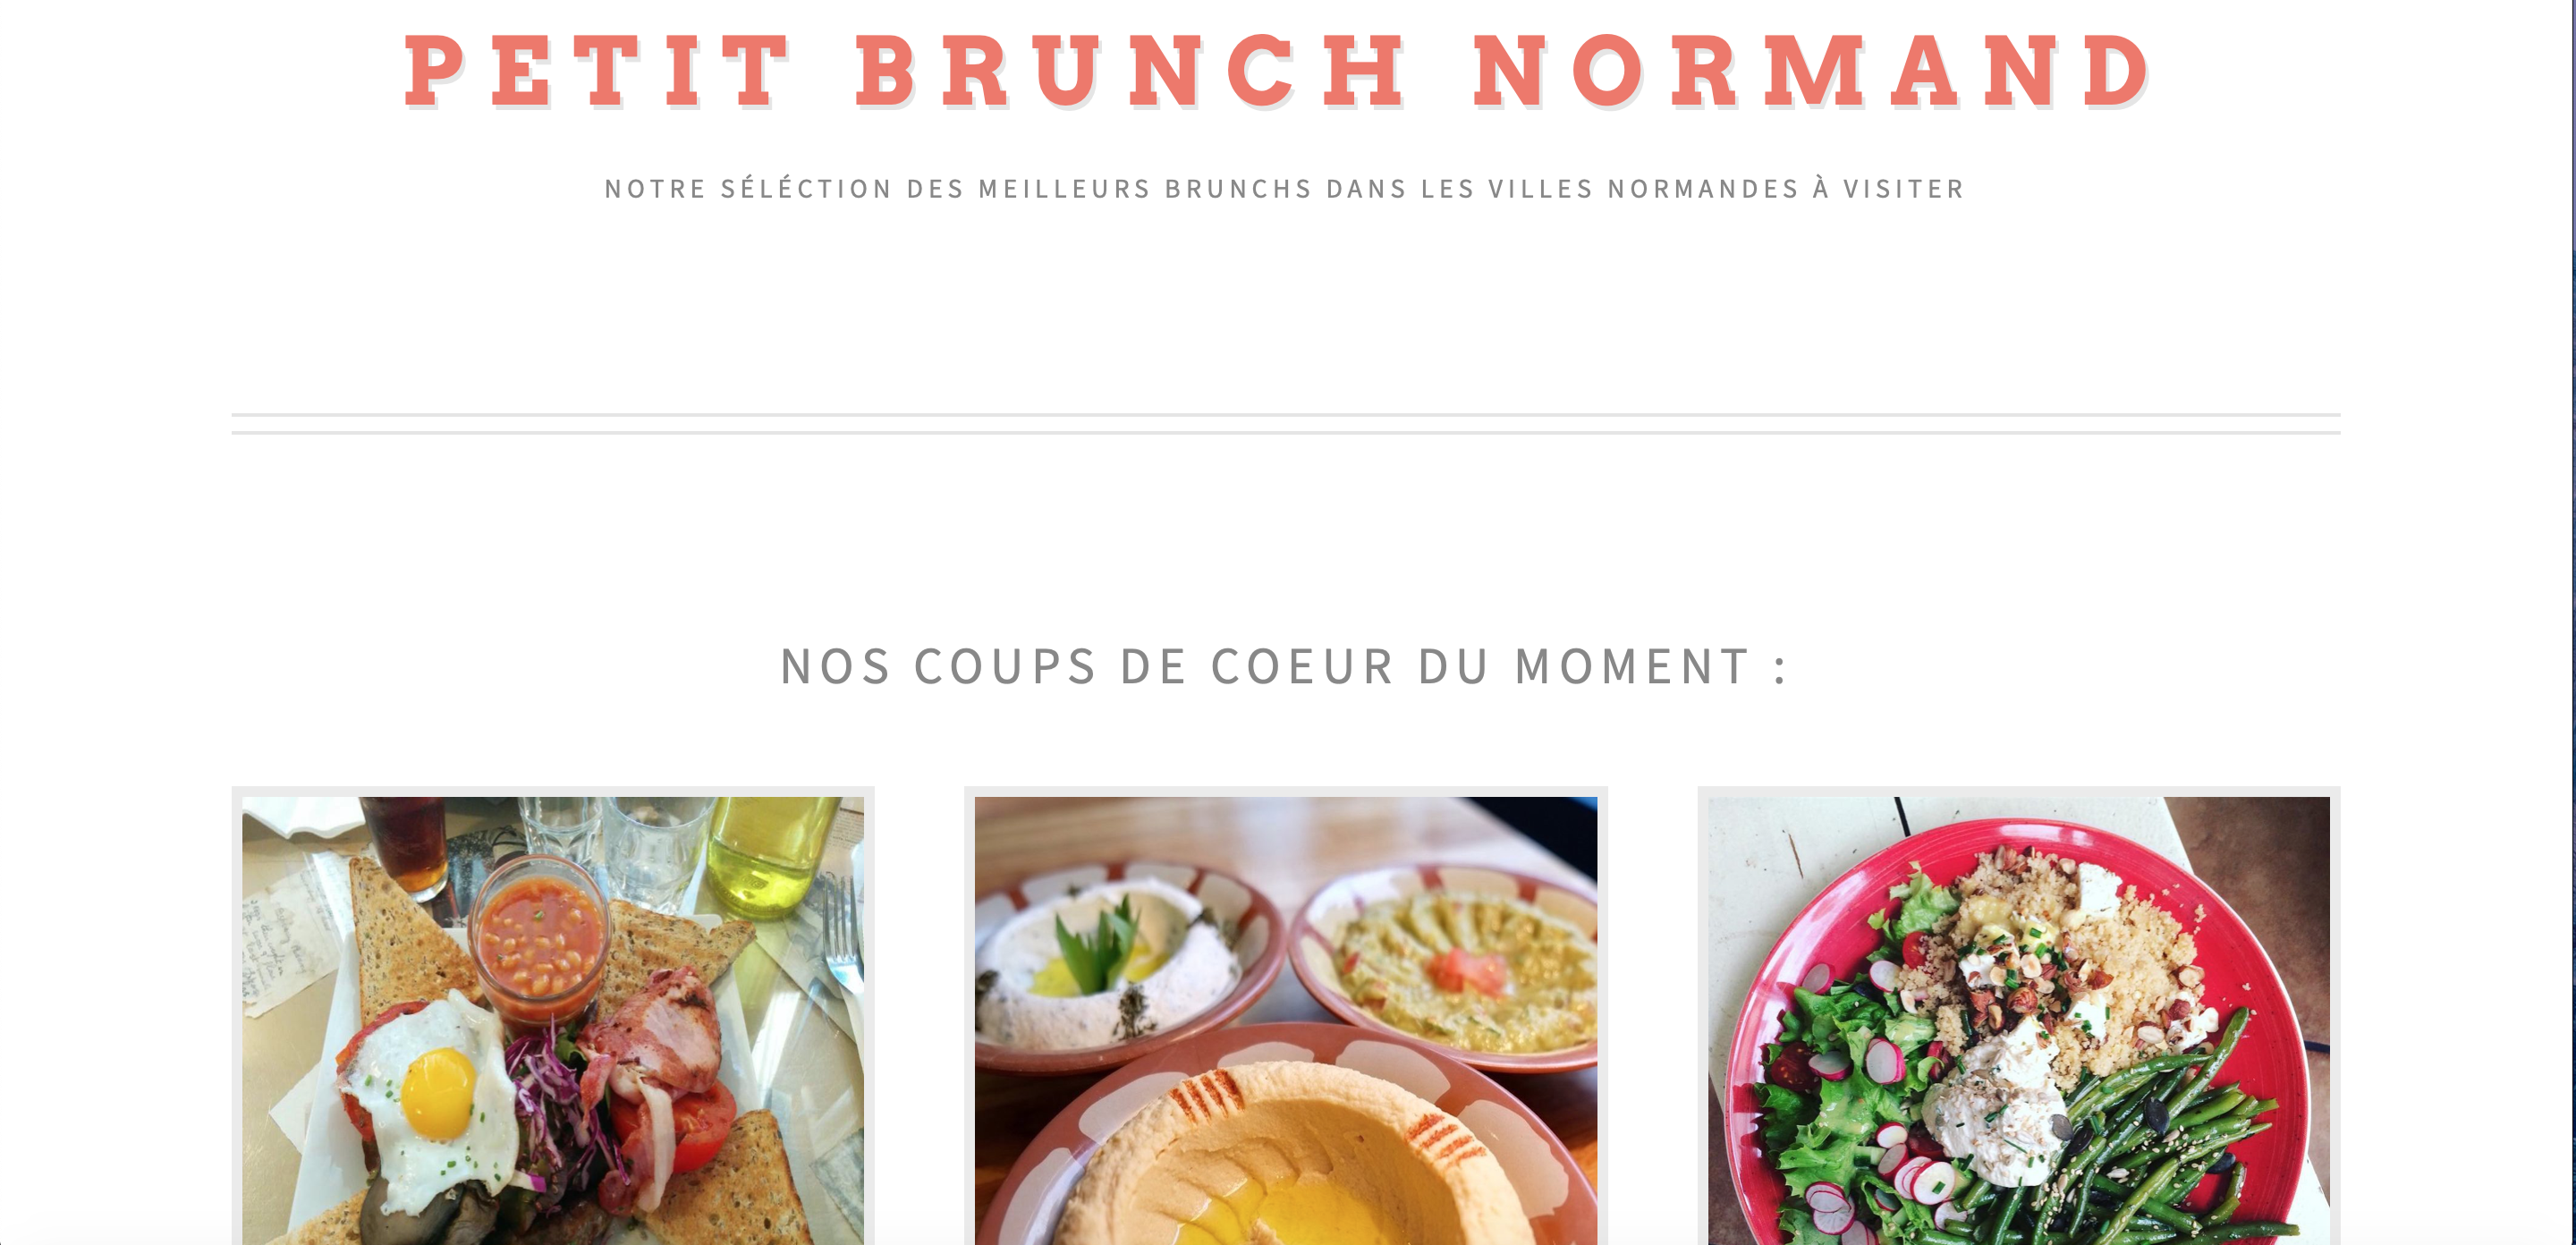 PETIT BRUNCH NORMAND
NOTRE SÉLÉCTION DES MEILLEURS BRUNCHS DANS LES VILLES NORMANDES À VISITER
NOS COUPS DE COEUR DU MOMENT :